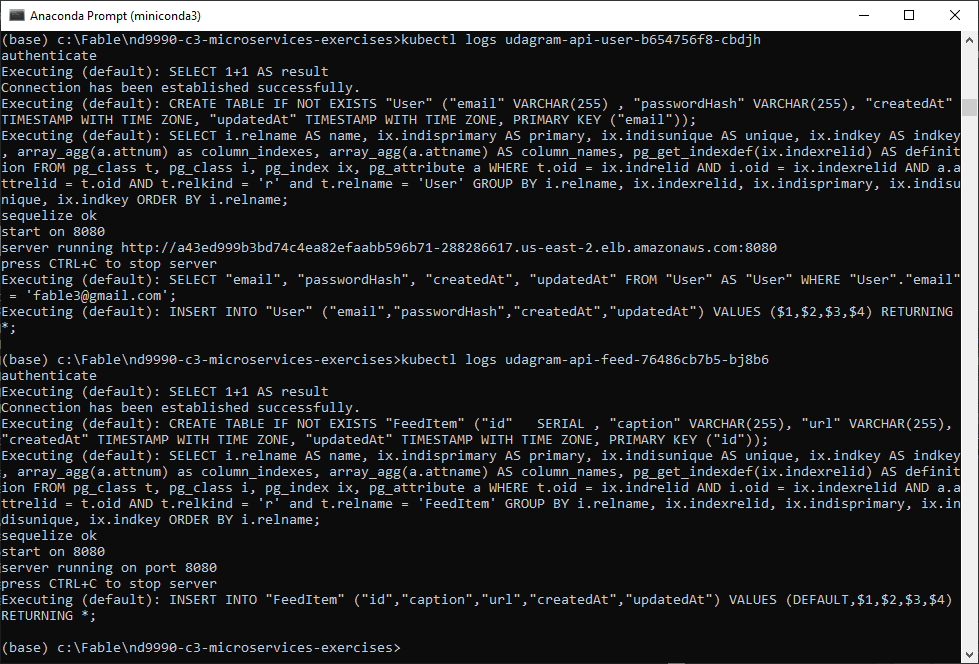 Anaconda Prompt (miniconda3)
(base) c:\Fable\nd9990-c3-microservices-exercises>kubectl logs udagram-api-user-b654756f8-cbdjh
authenticate
Executing (default): SELECT 1+1 AS result
Connection has been established successfully.
Executing (default): CREATE TABLE IF NOT EXISTS "User" ("email" VARCHAR(255) , "passwordHash" VARCHAR(255), "createdAt"
TIMESTAMP WITH TIME ZONE, "updatedAt" TIMESTAMP WITH TIME ZONE, PRIMARY KEY ("email"));
Executing (default): SELECT i.relname AS name, ix.indisprimary AS primary, ix.indisunique AS unique, ix.indkey AS indkey
, array_agg(a.attnum) as column_indexes, array_agg(a.attname) AS column_names, pg_get_indexdef(ix.indexrelid) AS definit
ion FROM pg_class t, pg_class i, pg_index ix, pg_attribute a WHERE t.oid = ix.indrelid AND i.oid = ix.indexrelid AND a.a
ttrelid = t.oid AND t.relkind = 'r' and t.relname = 'User' GROUP BY i.relname, ix.indexrelid, ix.indisprimary, ix.indisu
nique, ix.indkey ORDER BY i.relname;
sequelize ok
start on 8080
server running http://a43ed999b3bd74c4ea82efaabb596b71-288286617.us-east-2.elb.amazonaws.com:8080
press CTRL+C to stop server
Executing (default): SELECT "email", "passwordHash", "createdAt", "updatedAt" FROM "User" AS "User" WHERE "User"."email"
 = 'fable3@gmail.com';
Executing (default): INSERT INTO "User" ("email","passwordHash","createdAt","updatedAt") VALUES ($1,$2,$3,$4) RETURNING
*;
(base) c:\Fable\nd9990-c3-microservices-exercises>kubectl logs udagram-api-feed-76486cb7b5-bj8b6
authenticate
Executing (default): SELECT 1+1 AS result
Connection has been established successfully.
Executing (default): CREATE TABLE IF NOT EXISTS "FeedItem" ("id"   SERIAL , "caption" VARCHAR(255), "url" VARCHAR(255),
"createdAt" TIMESTAMP WITH TIME ZONE, "updatedAt" TIMESTAMP WITH TIME ZONE, PRIMARY KEY ("id"));
Executing (default): SELECT i.relname AS name, ix.indisprimary AS primary, ix.indisunique AS unique, ix.indkey AS indkey
, array_agg(a.attnum) as column_indexes, array_agg(a.attname) AS column_names, pg_get_indexdef(ix.indexrelid) AS definit
ion FROM pg_class t, pg_class i, pg_index ix, pg_attribute a WHERE t.oid = ix.indrelid AND i.oid = ix.indexrelid AND a.a
ttrelid = t.oid AND t.relkind = 'r' and t.relname = 'FeedItem' GROUP BY i.relname, ix.indexrelid, ix.indisprimary, ix.in
disunique, ix.indkey ORDER BY i.relname;
sequelize ok
start on 8080
server running on port 8080
press CTRL+C to stop server
Executing (default): INSERT INTO "FeedItem" ("id","caption","url","createdAt","updatedAt") VALUES (DEFAULT,$1,$2,$3,$4)
RETURNING *;
(base) c:\Fable\nd9990-c3-microservices-exercises>